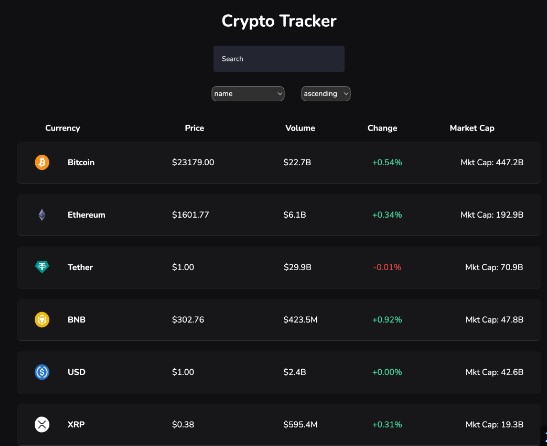 Crypto Tracker
Search
name ascending
Currency Price Volume Change Market Cap
Bitcoin $23179.00 $22.7B +0.54% Mkt Cap: 447.2B
Ethereum $1601.77 $6.1B +0.34% Mkt Cap: 192.9B
Tether $1.00 $29.9B -0.01% Mkt Cap: 70.9B
BNB $302.76 $423.5M +0.92% Mkt Cap: 47.8B
USD $1.00 $2.4B +0.00% Mkt Cap: 42.6B
XRP $0.38 $595.4M +0.31% Mkt Cap: 19.3B